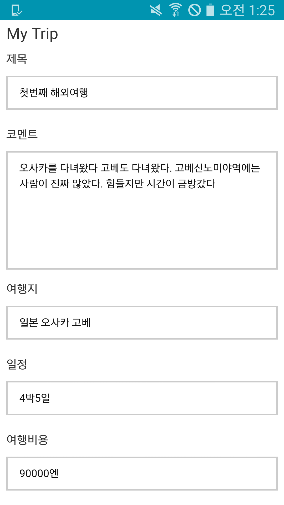 오전 1:25
My Trip
제목
첫번째 해외여행
코멘트
오사카를 다녀왔다 고베도 다녀왔다. 고베산노미야역에는
사람이 진짜 많았다. 힘들지만 시간이 금방갔다
여행지
일본 오사카 고베
일정
4박5일
여행비용
90000엔